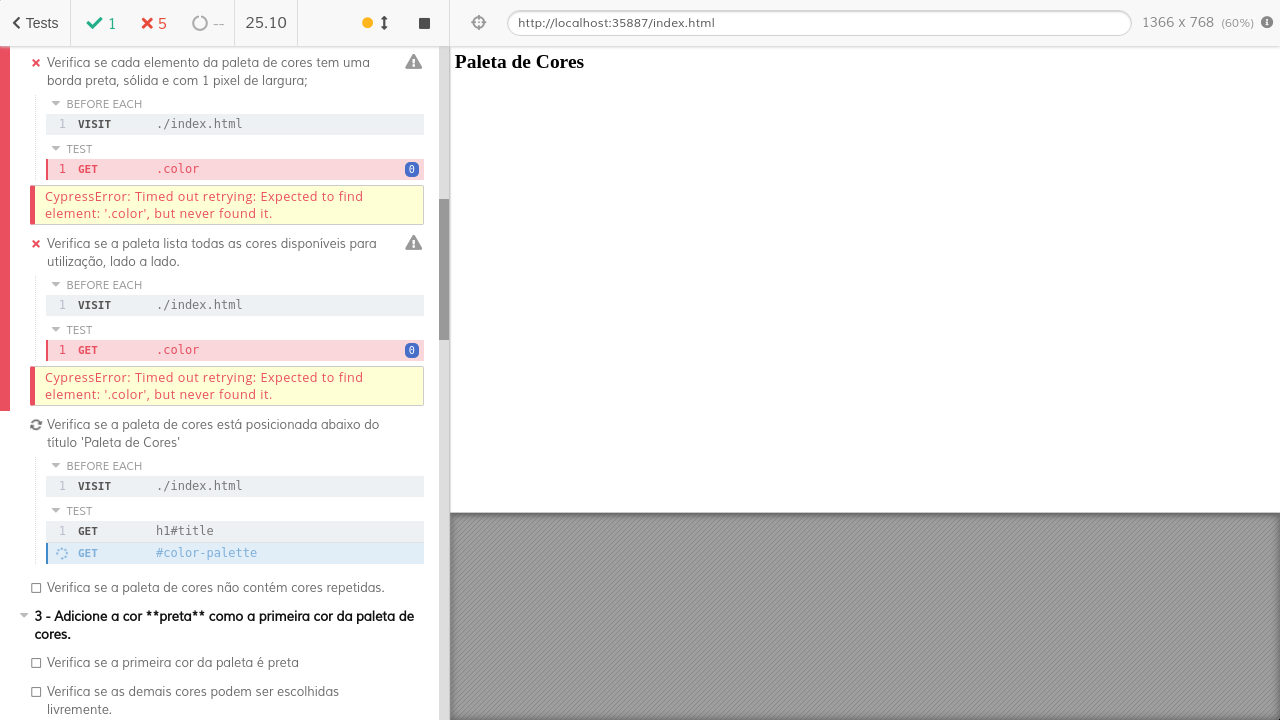 Tests 1 5 -- 25.10
http://localhost:35887/index.html 1366 x 768 (60%)
Verifica se cada elemento da paleta de cores tem uma
borda preta, sólida e com 1 pixel de largura;
BEFORE EACH
1 VISIT ./index.html
TEST
1 GET .color 0
CypressError: Timed out retrying: Expected to find
element: '.color', but never found it.
Verifica se a paleta lista todas as cores disponíveis para
utilização, lado a lado.
BEFORE EACH
1 VISIT ./index.html
TEST
1 GET .color 0
CypressError: Timed out retrying: Expected to find
element: '.color', but never found it.
Verifica se a paleta de cores está posicionada abaixo do
título 'Paleta de Cores'
BEFORE EACH
1 VISIT ./index.html
TEST
1 GET h1#title
GET #color-palette
Verifica se a paleta de cores não contém cores repetidas.
3 - Adicione a cor **preta** como a primeira cor da paleta de
cores.
Verifica se a primeira cor da paleta é preta
Verifica se as demais cores podem ser escolhidas
livremente.
Paleta de Cores